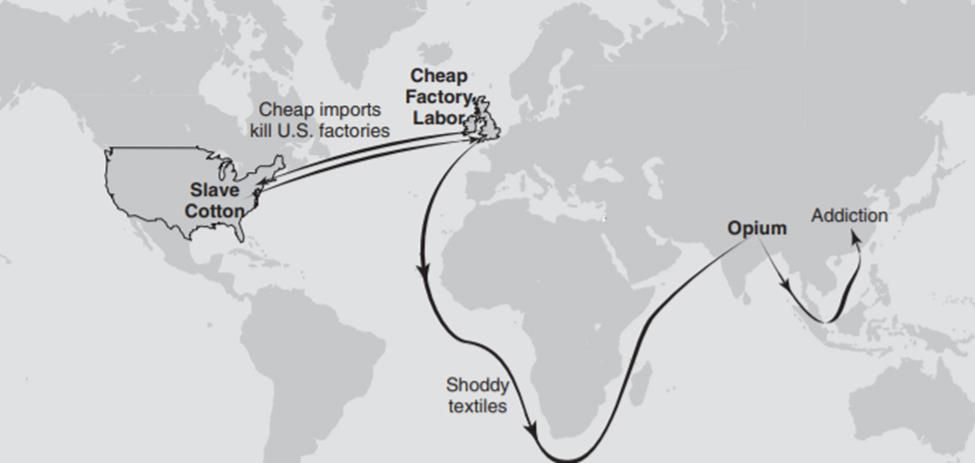 Cheap
Factory
Labor
Cheap imports
kill U.S. factories
Slave
Cotton
Opium
Addiction
Shoddy
textiles